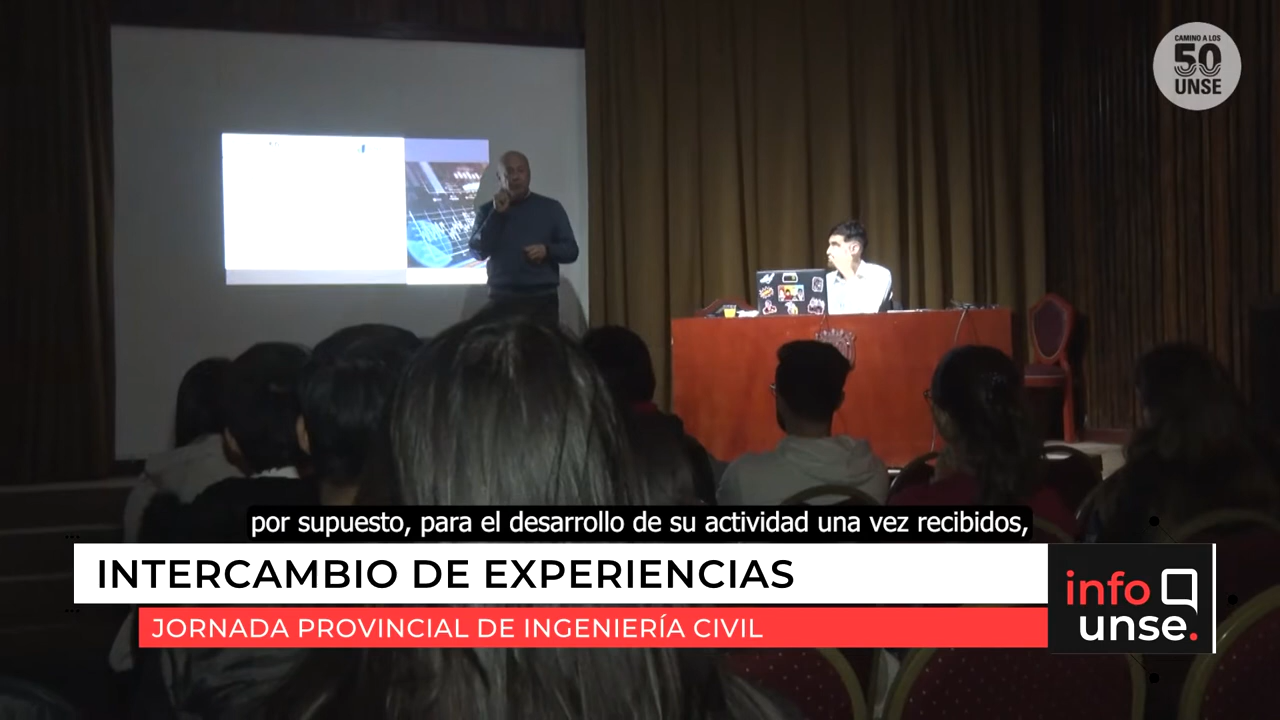 CAMINO A LOS
50
UNSE
por supuesto, para el desarrollo de su actividad una vez recibidos,
INTERCAMBIO DE EXPERIENCIAS
JORNADA PROVINCIAL DE INGENIERÍA CIVIL
info
unse.